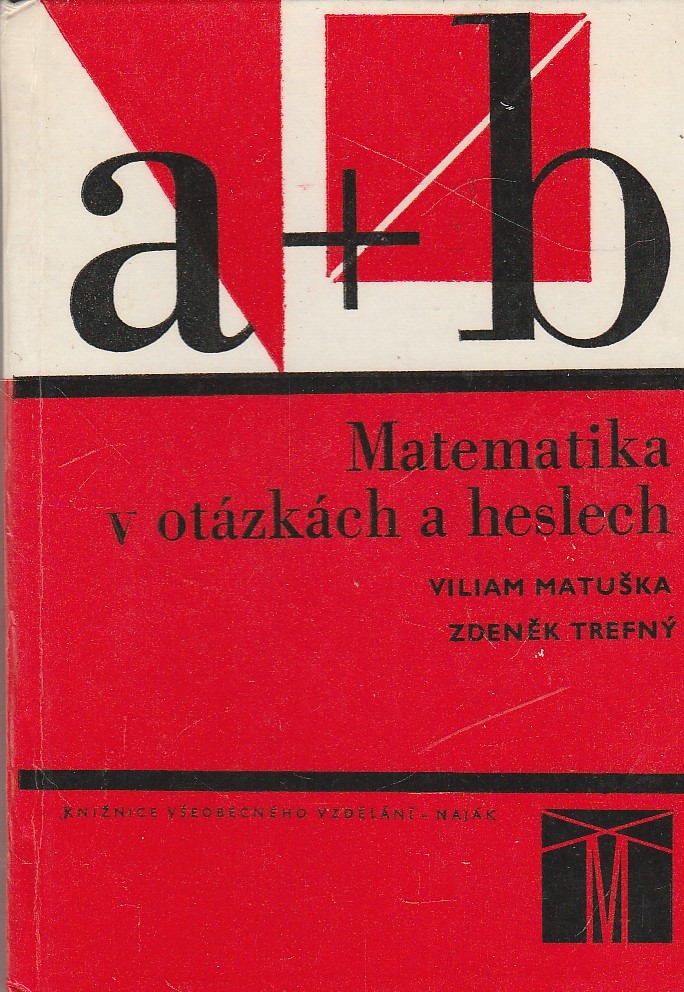 a+b
Matematika
v otázkách a heslech
VILIAM MATUŠKA
ZDENĚK TREFNÝ
KNIŽNICE VŠEOBECNÉHO VZDĚLÁNÍ – MAJÁK
M